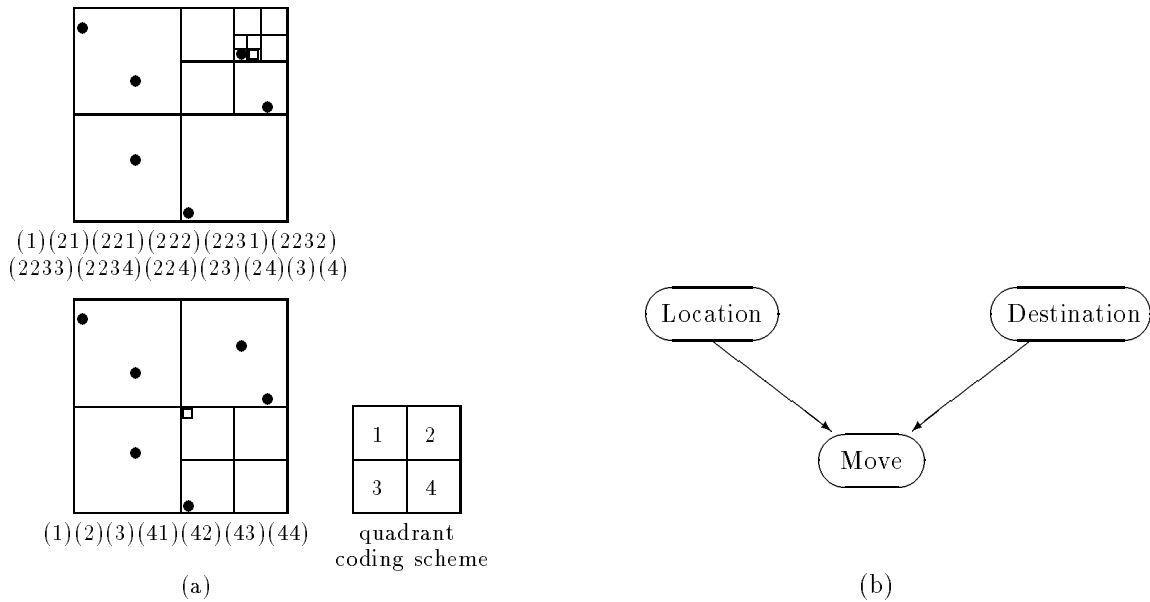 (1)(21)(221)(222)(2231)(2232)
(2233)(2234)(224)(23)(24)(3)(4)
(1)(2)(3)(41)(42)(43)(44)
1 2
3 4
quadrant
coding scheme
(a)
Location
Destination
Move
(b)